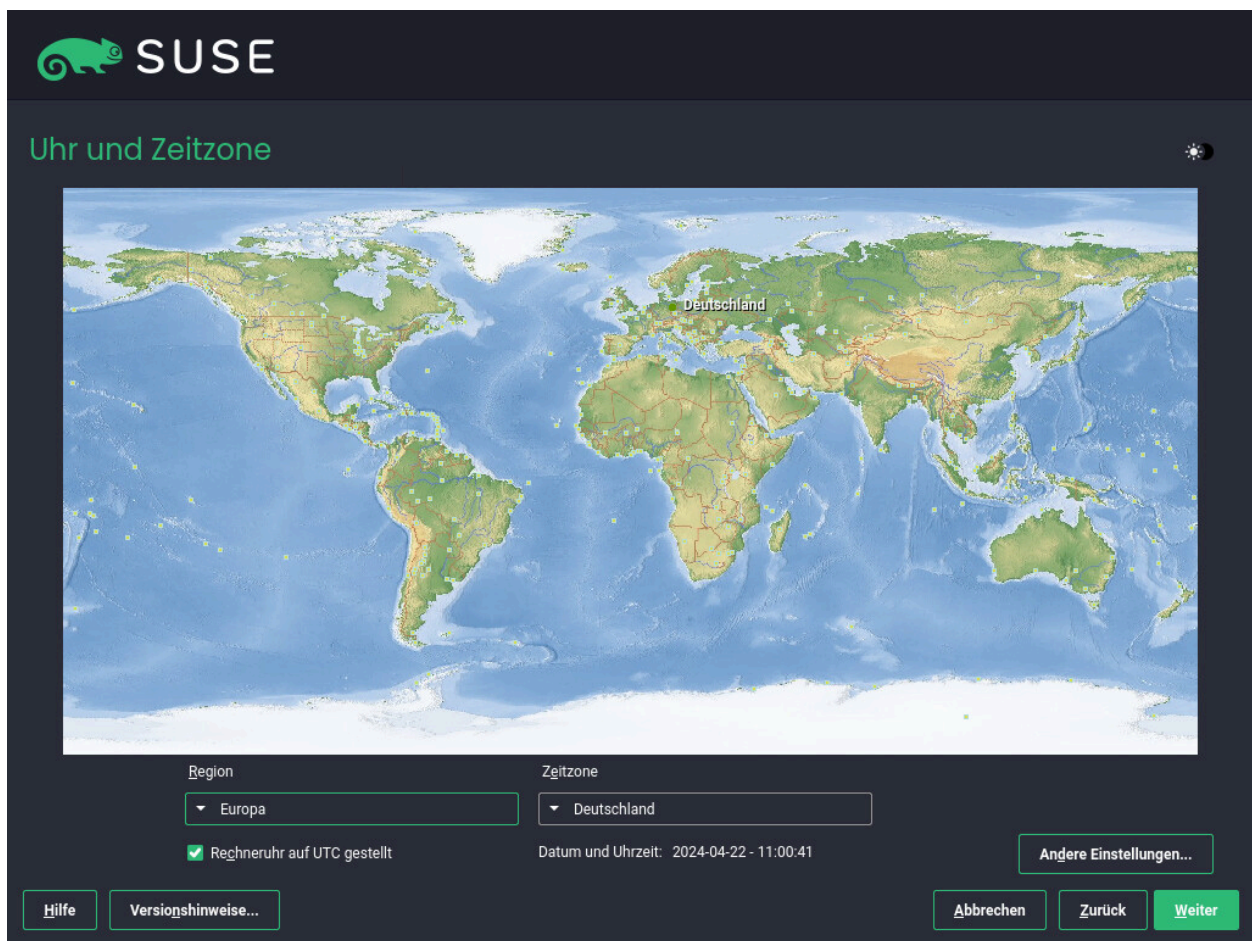 SUSE
Uhr und Zeitzone
Deutschland
Region
Zeitzone
Europa
Deutschland
Rechneruhr auf UTC gestellt
Datum und Uhrzeit: 2024-04-22 - 11:00:41
Andere Einstellungen...
Hilfe
Versionshinweise...
Abbrechen
Zurück
Weiter